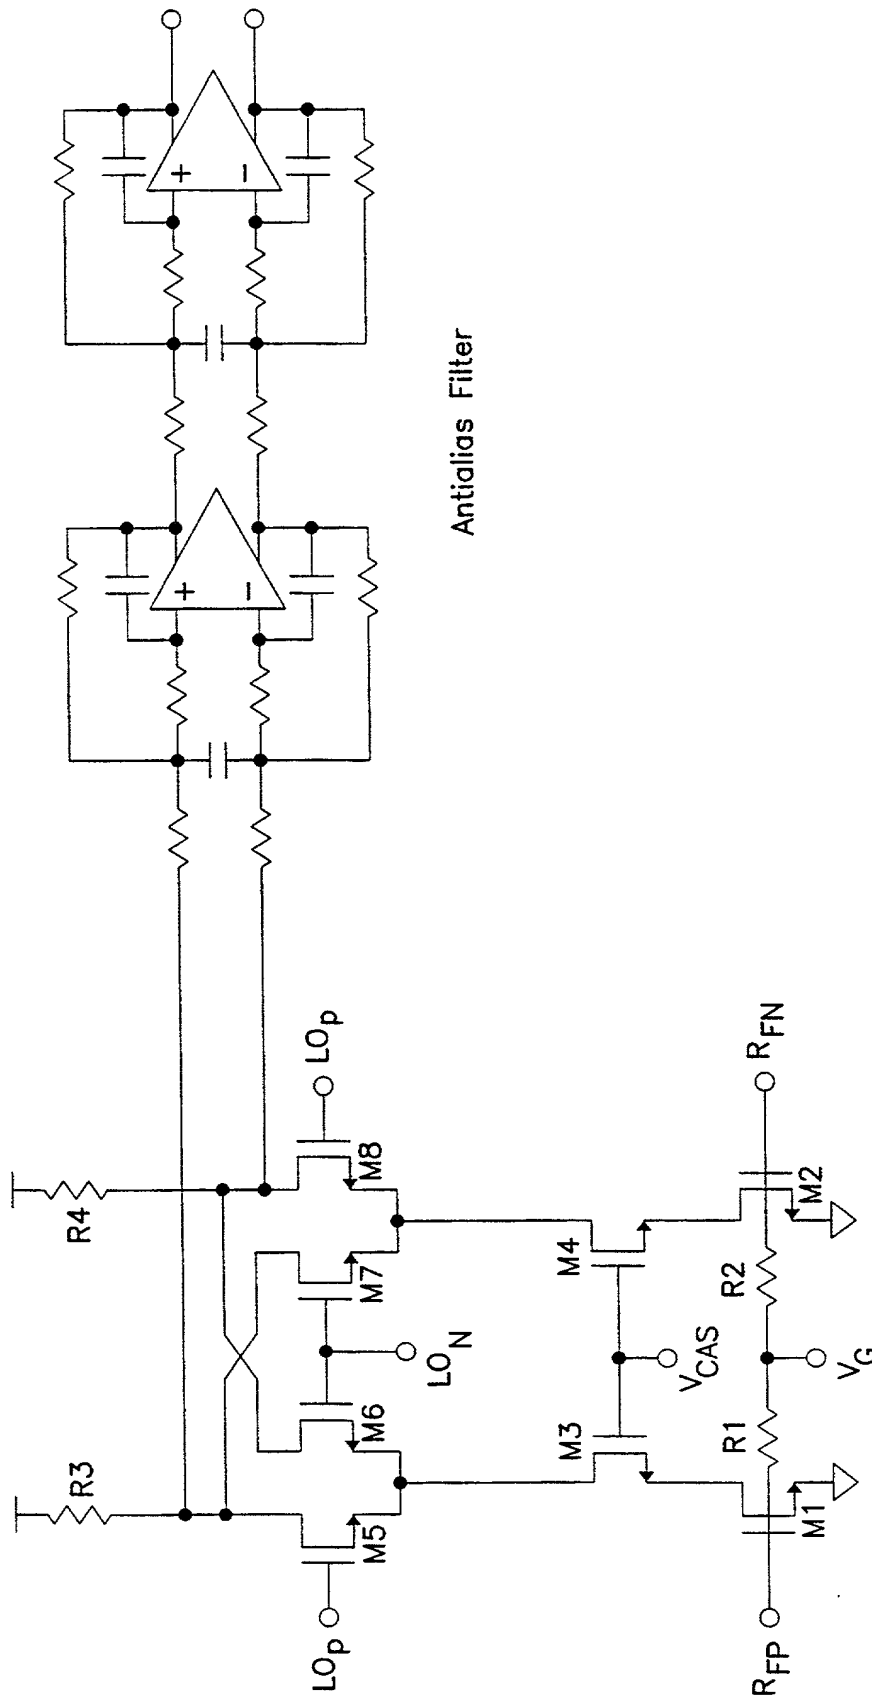 Antialias Filter
R3
R4
LOp
M5
M6
M7
M8
LOp
LON
M3
M4
VCAS
RFP
M1
R1
R2
M2
RFN
VG
+
−
+
−